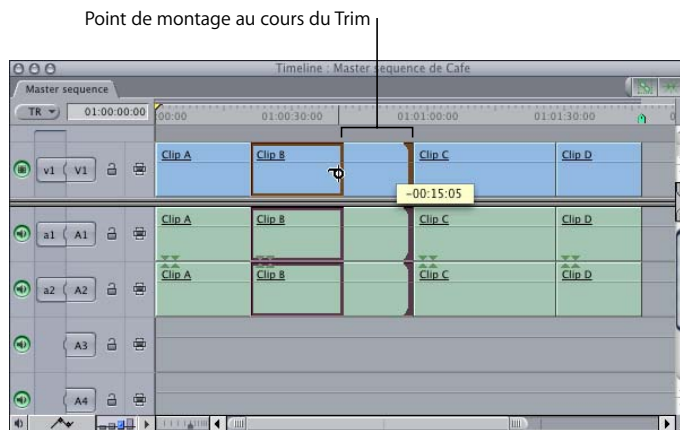 Point de montage au cours du Trim
Timeline : Master sequence de Cafe
Master sequence
TR 01:00:00:00 :00:00 01:00:30:00 01:01:00:00 01:01:30:00
v1 V1 Clip A Clip B Clip C Clip D
-00:15:05
a1 A1 Clip A Clip B Clip C Clip D
a2 A2 Clip A Clip B Clip C Clip D
A3
A4